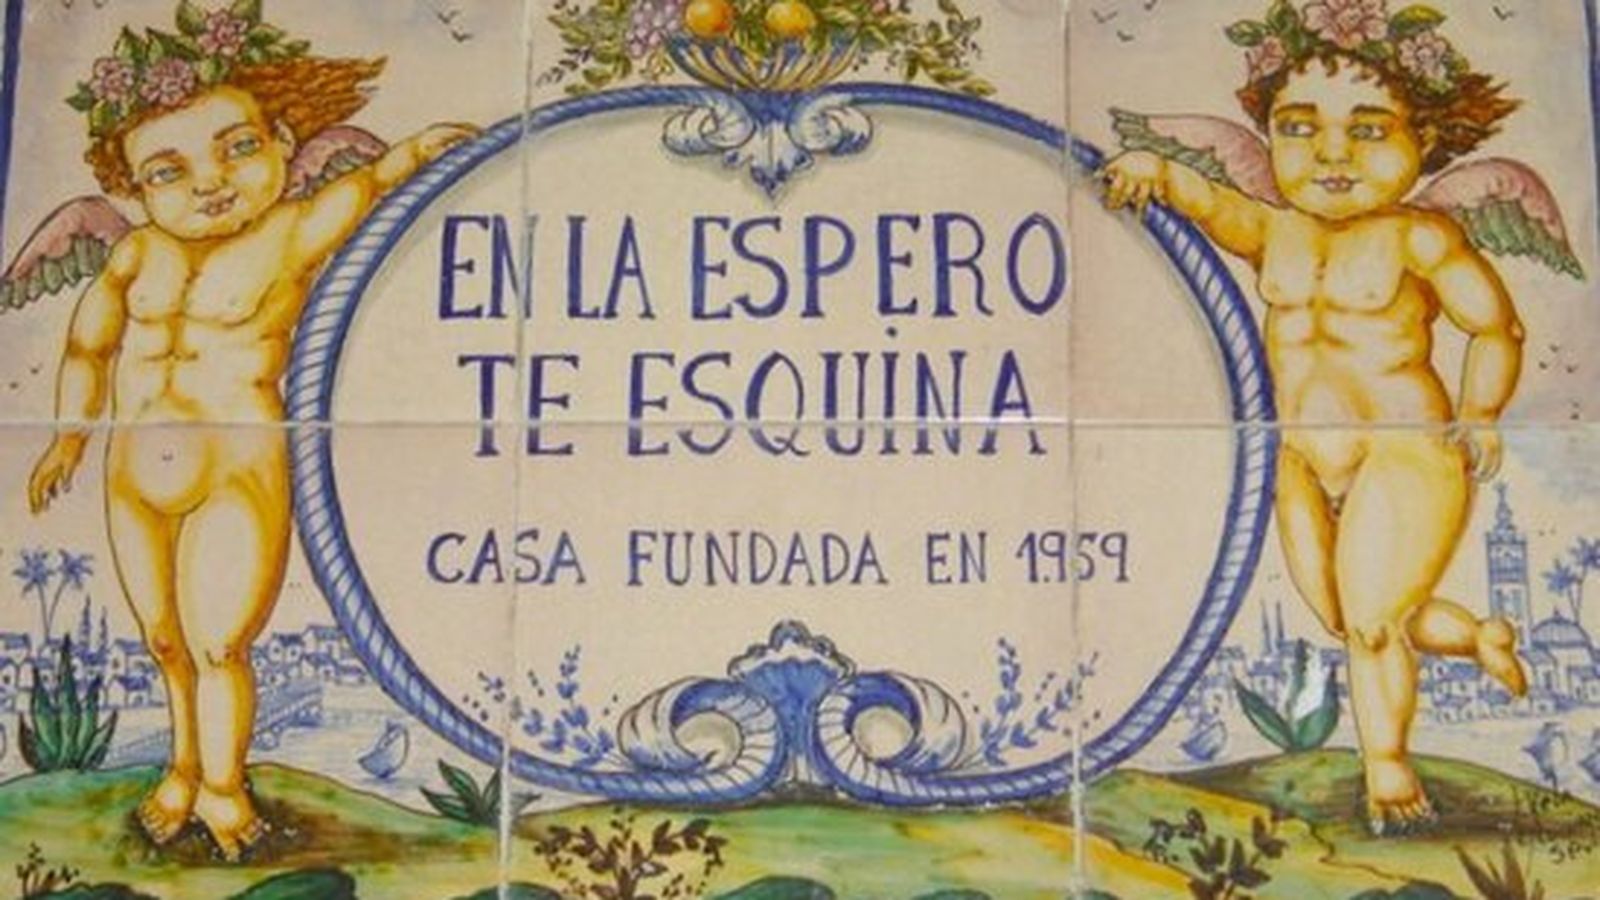 EN LA ESPERO
TE ESQUINA
CASA FUNDADA EN 1.959